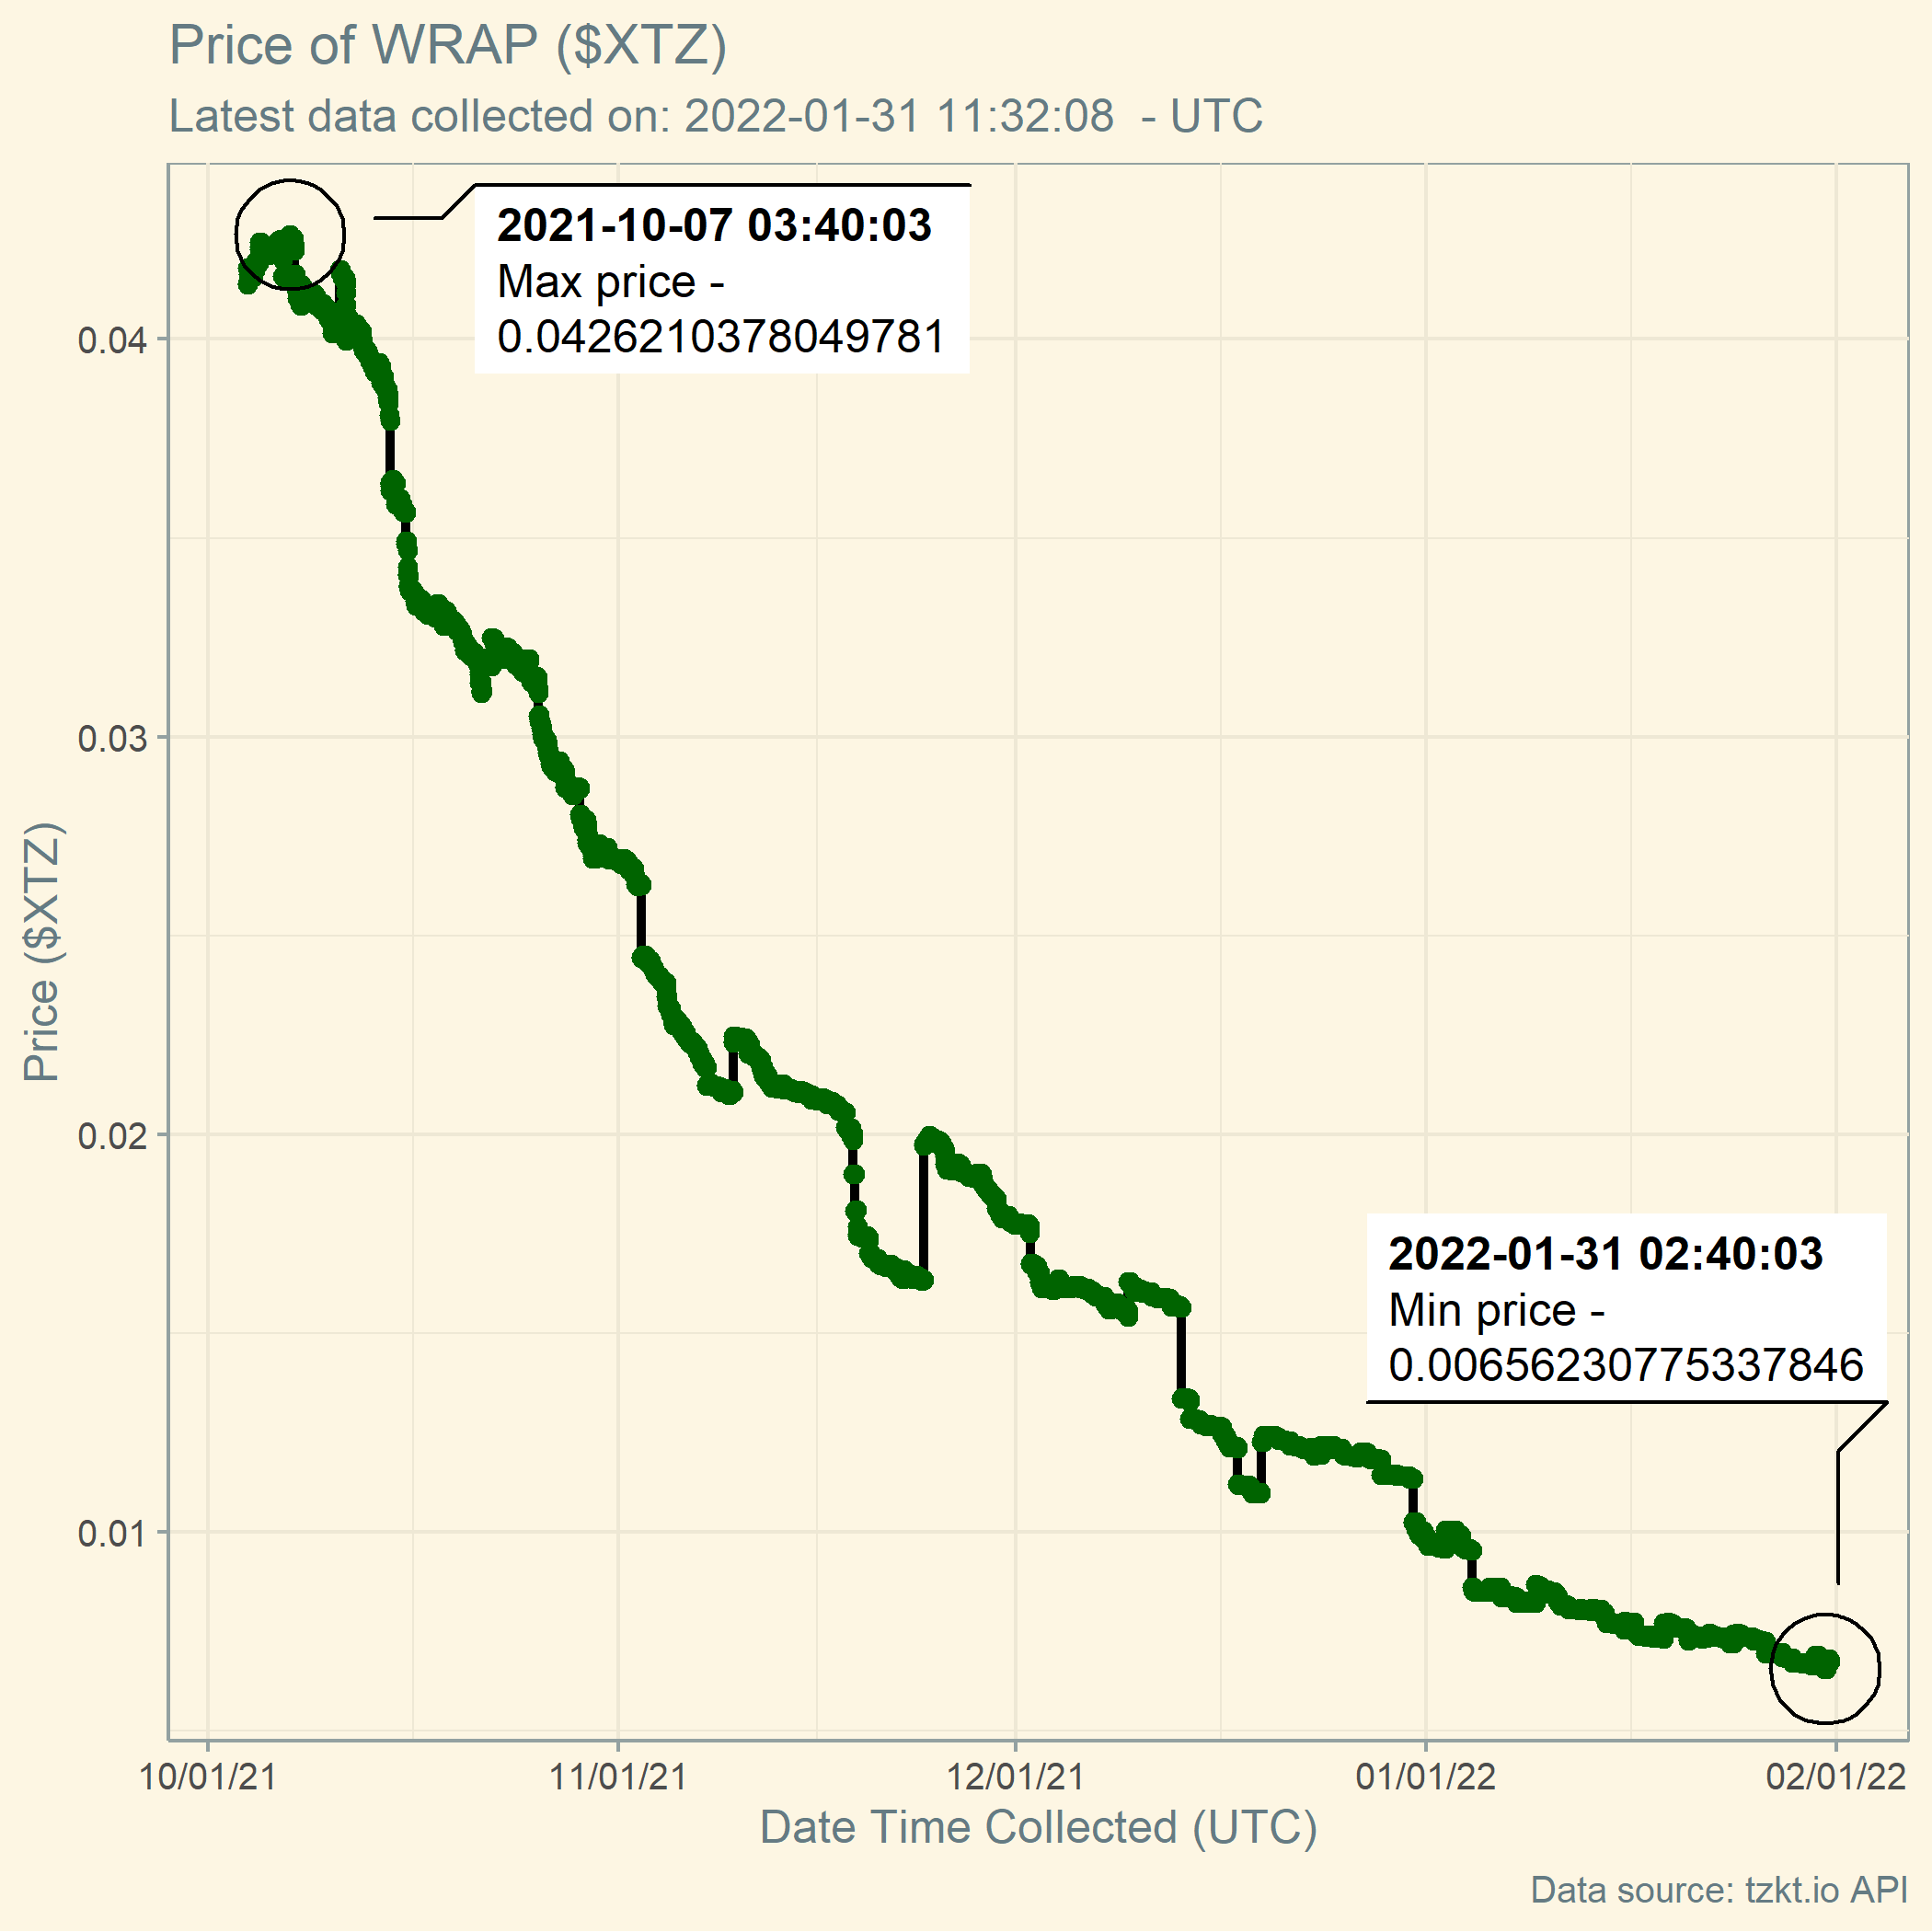 Price of WRAP ($XTZ)
Latest data collected on: 2022-01-31 11:32:08  - UTC
2021-10-07 03:40:03
Max price -
0.0426210378049781
0.04
0.03
0.02
0.01
Price ($XTZ)
2022-01-31 02:40:03
Min price -
0.00656230775337846
10/01/21
11/01/21
12/01/21
01/01/22
02/01/22
Date Time Collected (UTC)
Data source: tzkt.io API